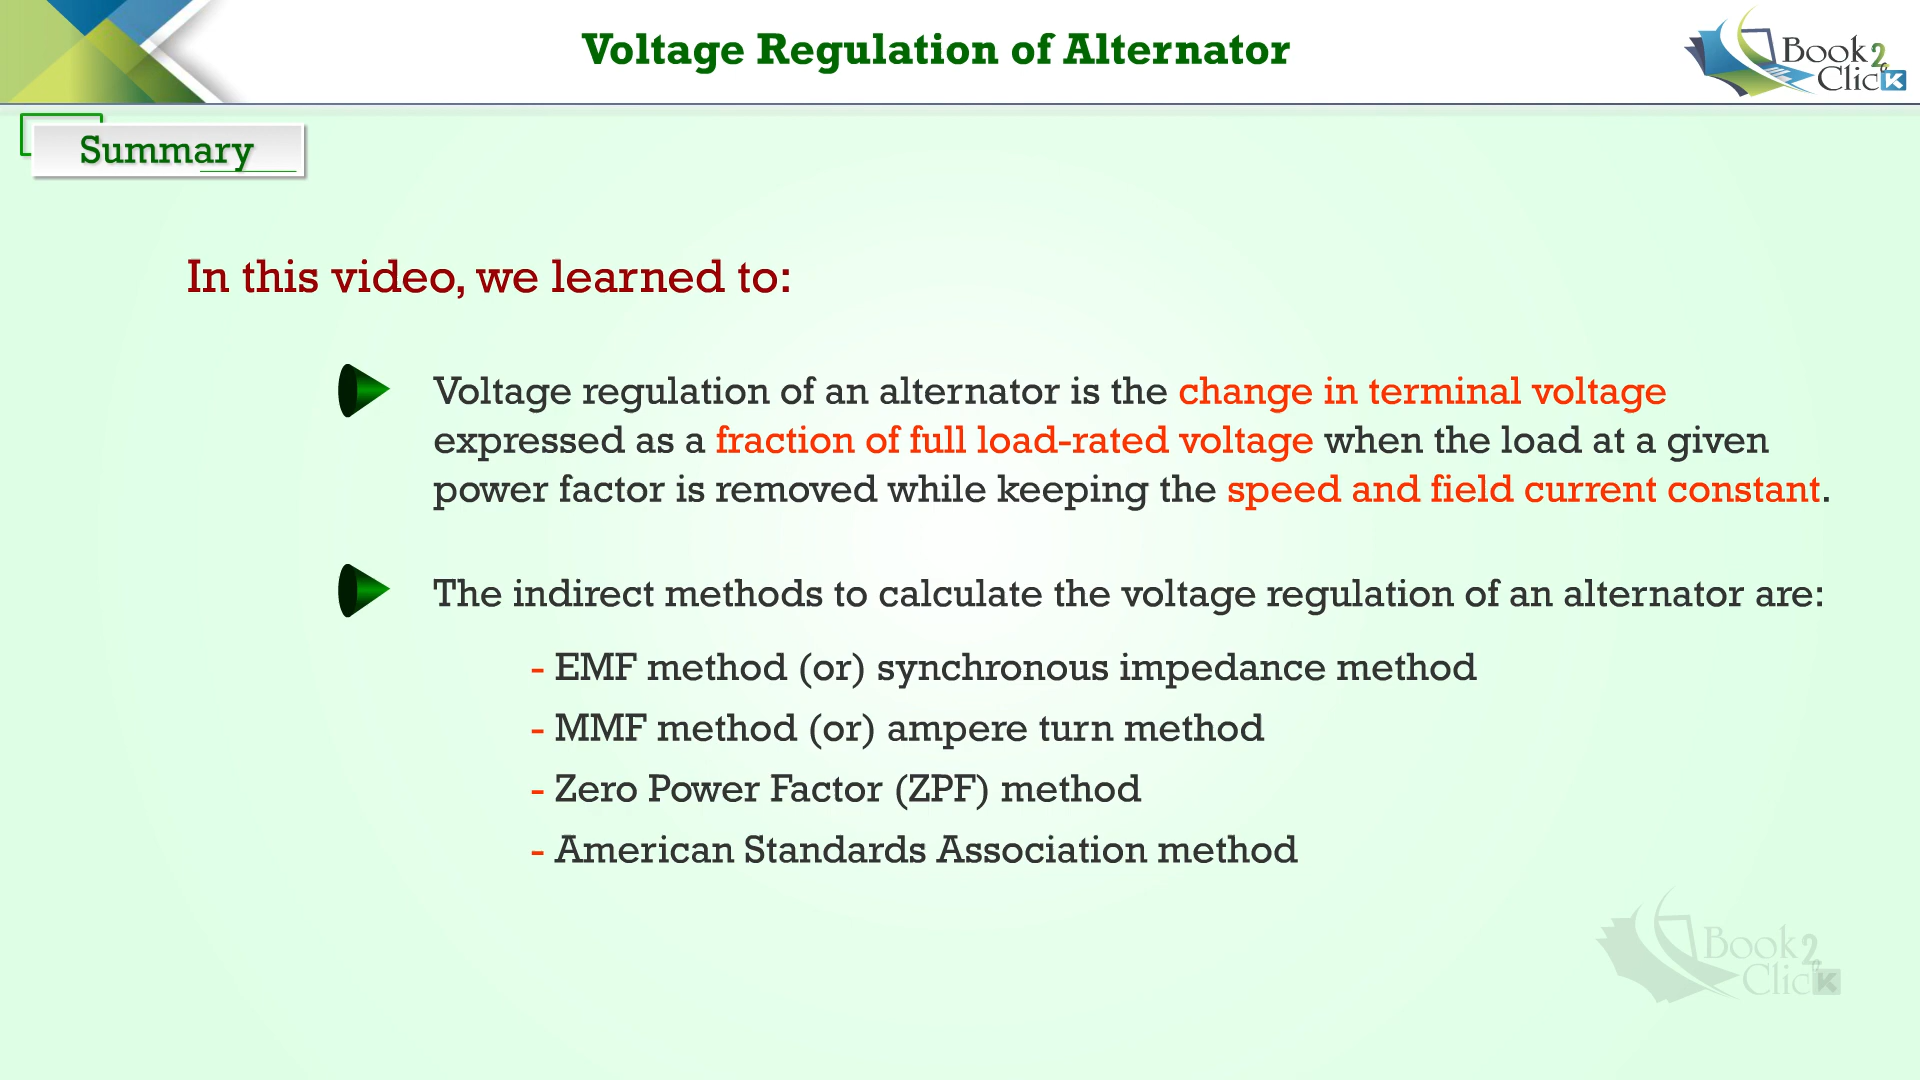 Voltage Regulation of Alternator
Book 2
Click
Summary
In this video, we learned to:
Voltage regulation of an alternator is the change in terminal voltage
expressed as a fraction of full load-rated voltage when the load at a given
power factor is removed while keeping the speed and field current constant.
The indirect methods to calculate the voltage regulation of an alternator are:
- EMF method (or) synchronous impedance method
- MMF method (or) ampere turn method
- Zero Power Factor (ZPF) method
- American Standards Association method
Book 2
Click